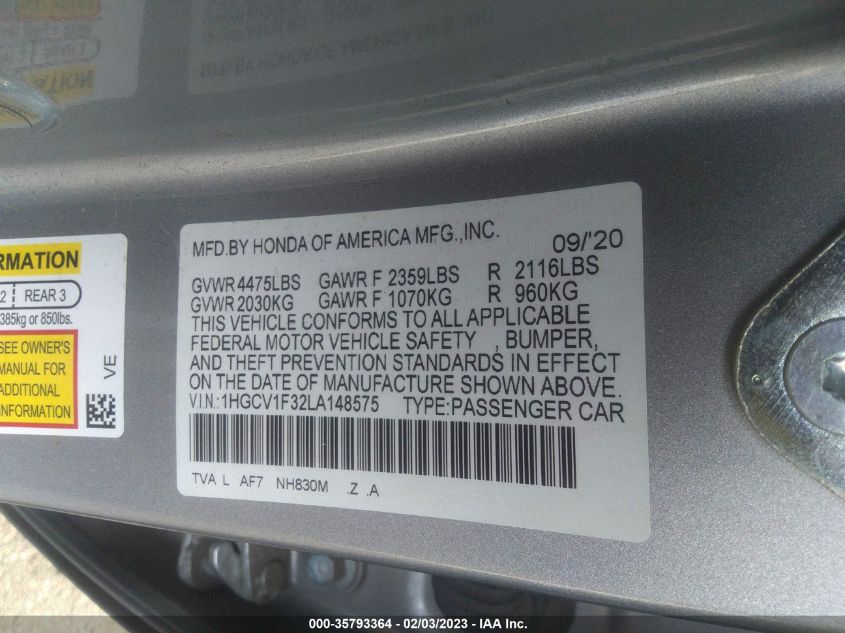 MFD.BY HONDA OF AMERICA MFG.,INC. 09/'20
GVWR 4475LBS GAWR F 2359LBS R 2116LBS
GVWR 2030KG GAWR F 1070KG R 960KG
THIS VEHICLE CONFORMS TO ALL APPLICABLE
FEDERAL MOTOR VEHICLE SAFETY , BUMPER,
AND THEFT PREVENTION STANDARDS IN EFFECT
ON THE DATE OF MANUFACTURE SHOWN ABOVE.
VIN.:1HGCV1F32LA148575 TYPE:PASSENGER CAR
TVA L AF7 NH830M .Z .A
RMATION
2 REAR 3
385kg or 850lbs.
SEE OWNER'S
MANUAL FOR
ADDITIONAL
INFORMATION
VE
000-35793364 - 02/03/2023 - IAA Inc.